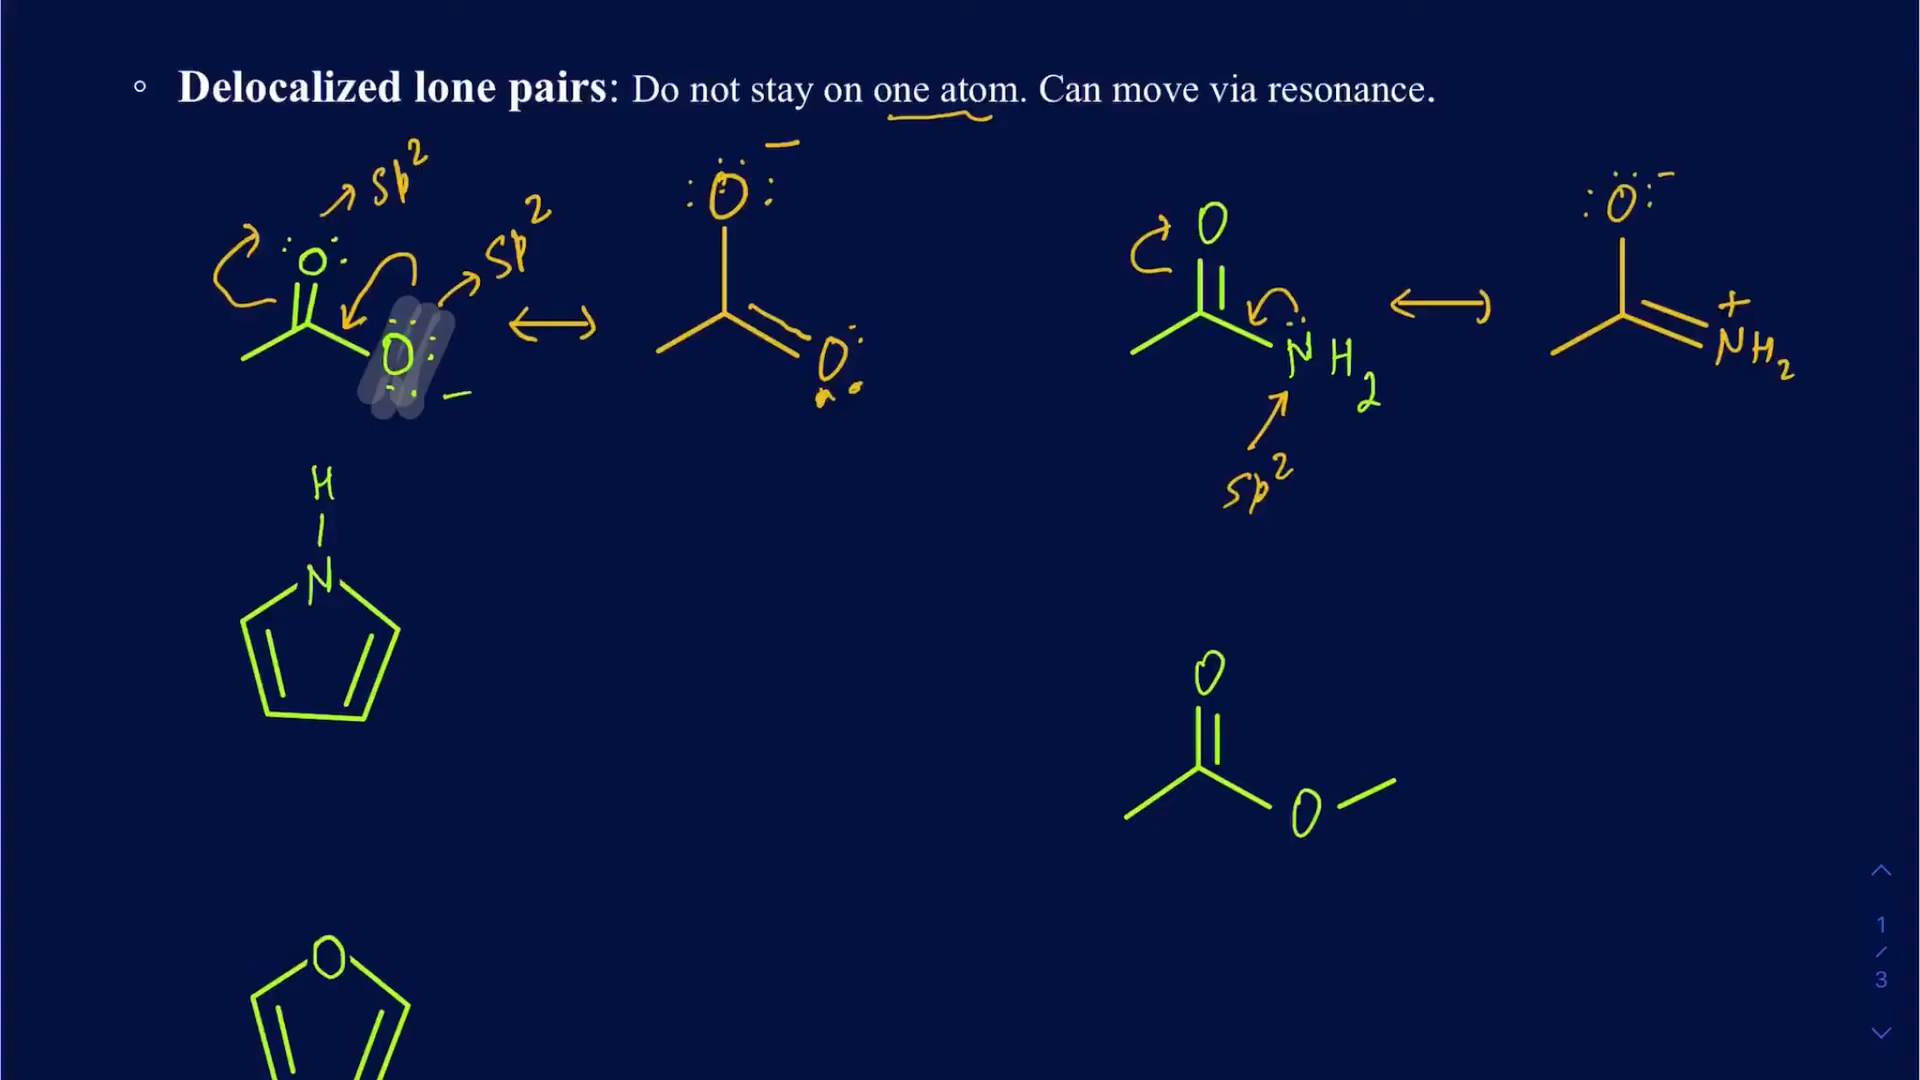 ◦ Delocalized lone pairs: Do not stay on one atom. Can move via resonance.
sp²
sp²
O
O
−
O
−
O
O
NH₂
sp²
O
−
+
NH₂
H
N
O
O
O
1
/
3